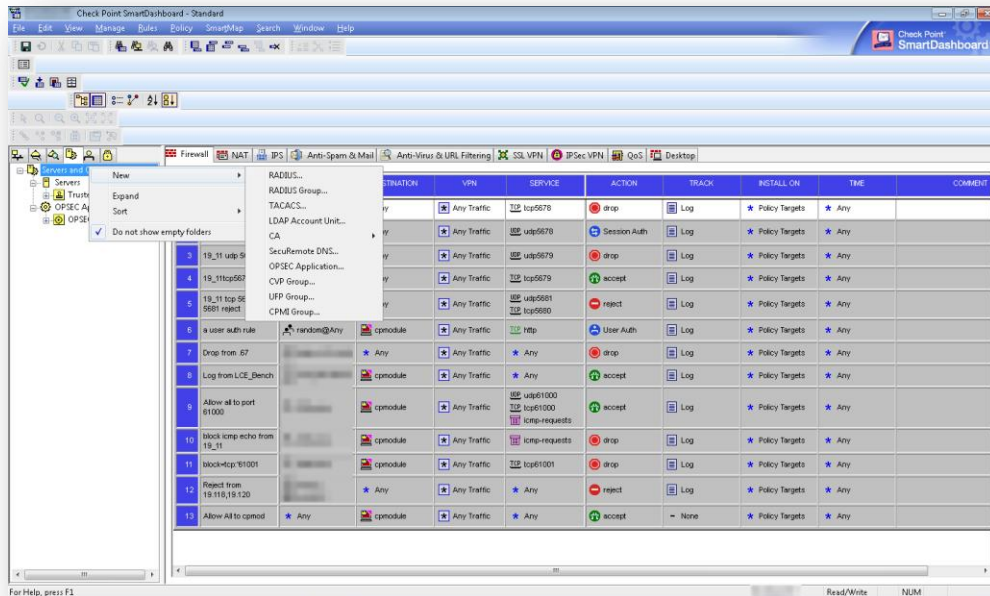 Check Point SmartDashboard - Standard
File Edit View Manage Rules Policy SmartMap Search Window Help
Check Point
SmartDashboard
Firewall NAT IPS Anti-Spam & Mail Anti-Virus & URL Filtering SSL VPN IPSec VPN QoS Desktop
Servers and
Servers
Trust
OPSEC A
OPSE
New
Expand
Sort
Do not show empty folders
RADIUS...
RADIUS Group...
TACACS...
LDAP Account Unit...
CA
SecuRemote DNS...
OPSEC Application...
CVP Group...
UFP Group...
CPMI Group...
STINATION VPN SERVICE ACTION TRACK INSTALL ON TIME COMMENT
Any Traffic TCP tcp5678 drop Log Policy Targets Any
Any Traffic UDP udp5678 Session Auth Log Policy Targets Any
3 19_11 udp Any Traffic UDP udp5679 drop Log Policy Targets Any
4 19_11tcp567 Any Traffic TCP tcp5679 accept Log Policy Targets Any
5 19_11 tcp 56
5681 reject Any Traffic UDP udp5681
TCP tcp5680 reject Log Policy Targets Any
6 a user auth rule random@Any cpmodule Any Traffic TCP http User Auth Log Policy Targets Any
7 Drop from .67 Any Any Traffic Any drop Log Policy Targets Any
8 Log from LCE_Bench cpmodule Any Traffic Any accept Log Policy Targets Any
9 Allow all to port
61000 cpmodule Any Traffic UDP udp61000
TCP tcp61000
icmp-requests accept Log Policy Targets Any
10 block icmp echo from
19_11 cpmodule Any Traffic icmp-requests drop Log Policy Targets Any
11 block=tcp:'61001 cpmodule Any Traffic TCP tcp61001 drop Log Policy Targets Any
12 Reject from
19.118,19.120 Any Any Traffic Any reject Log Policy Targets Any
13 Allow All to cpmod Any cpmodule Any Traffic Any accept None Policy Targets Any
For Help, press F1 Read/Write NUM